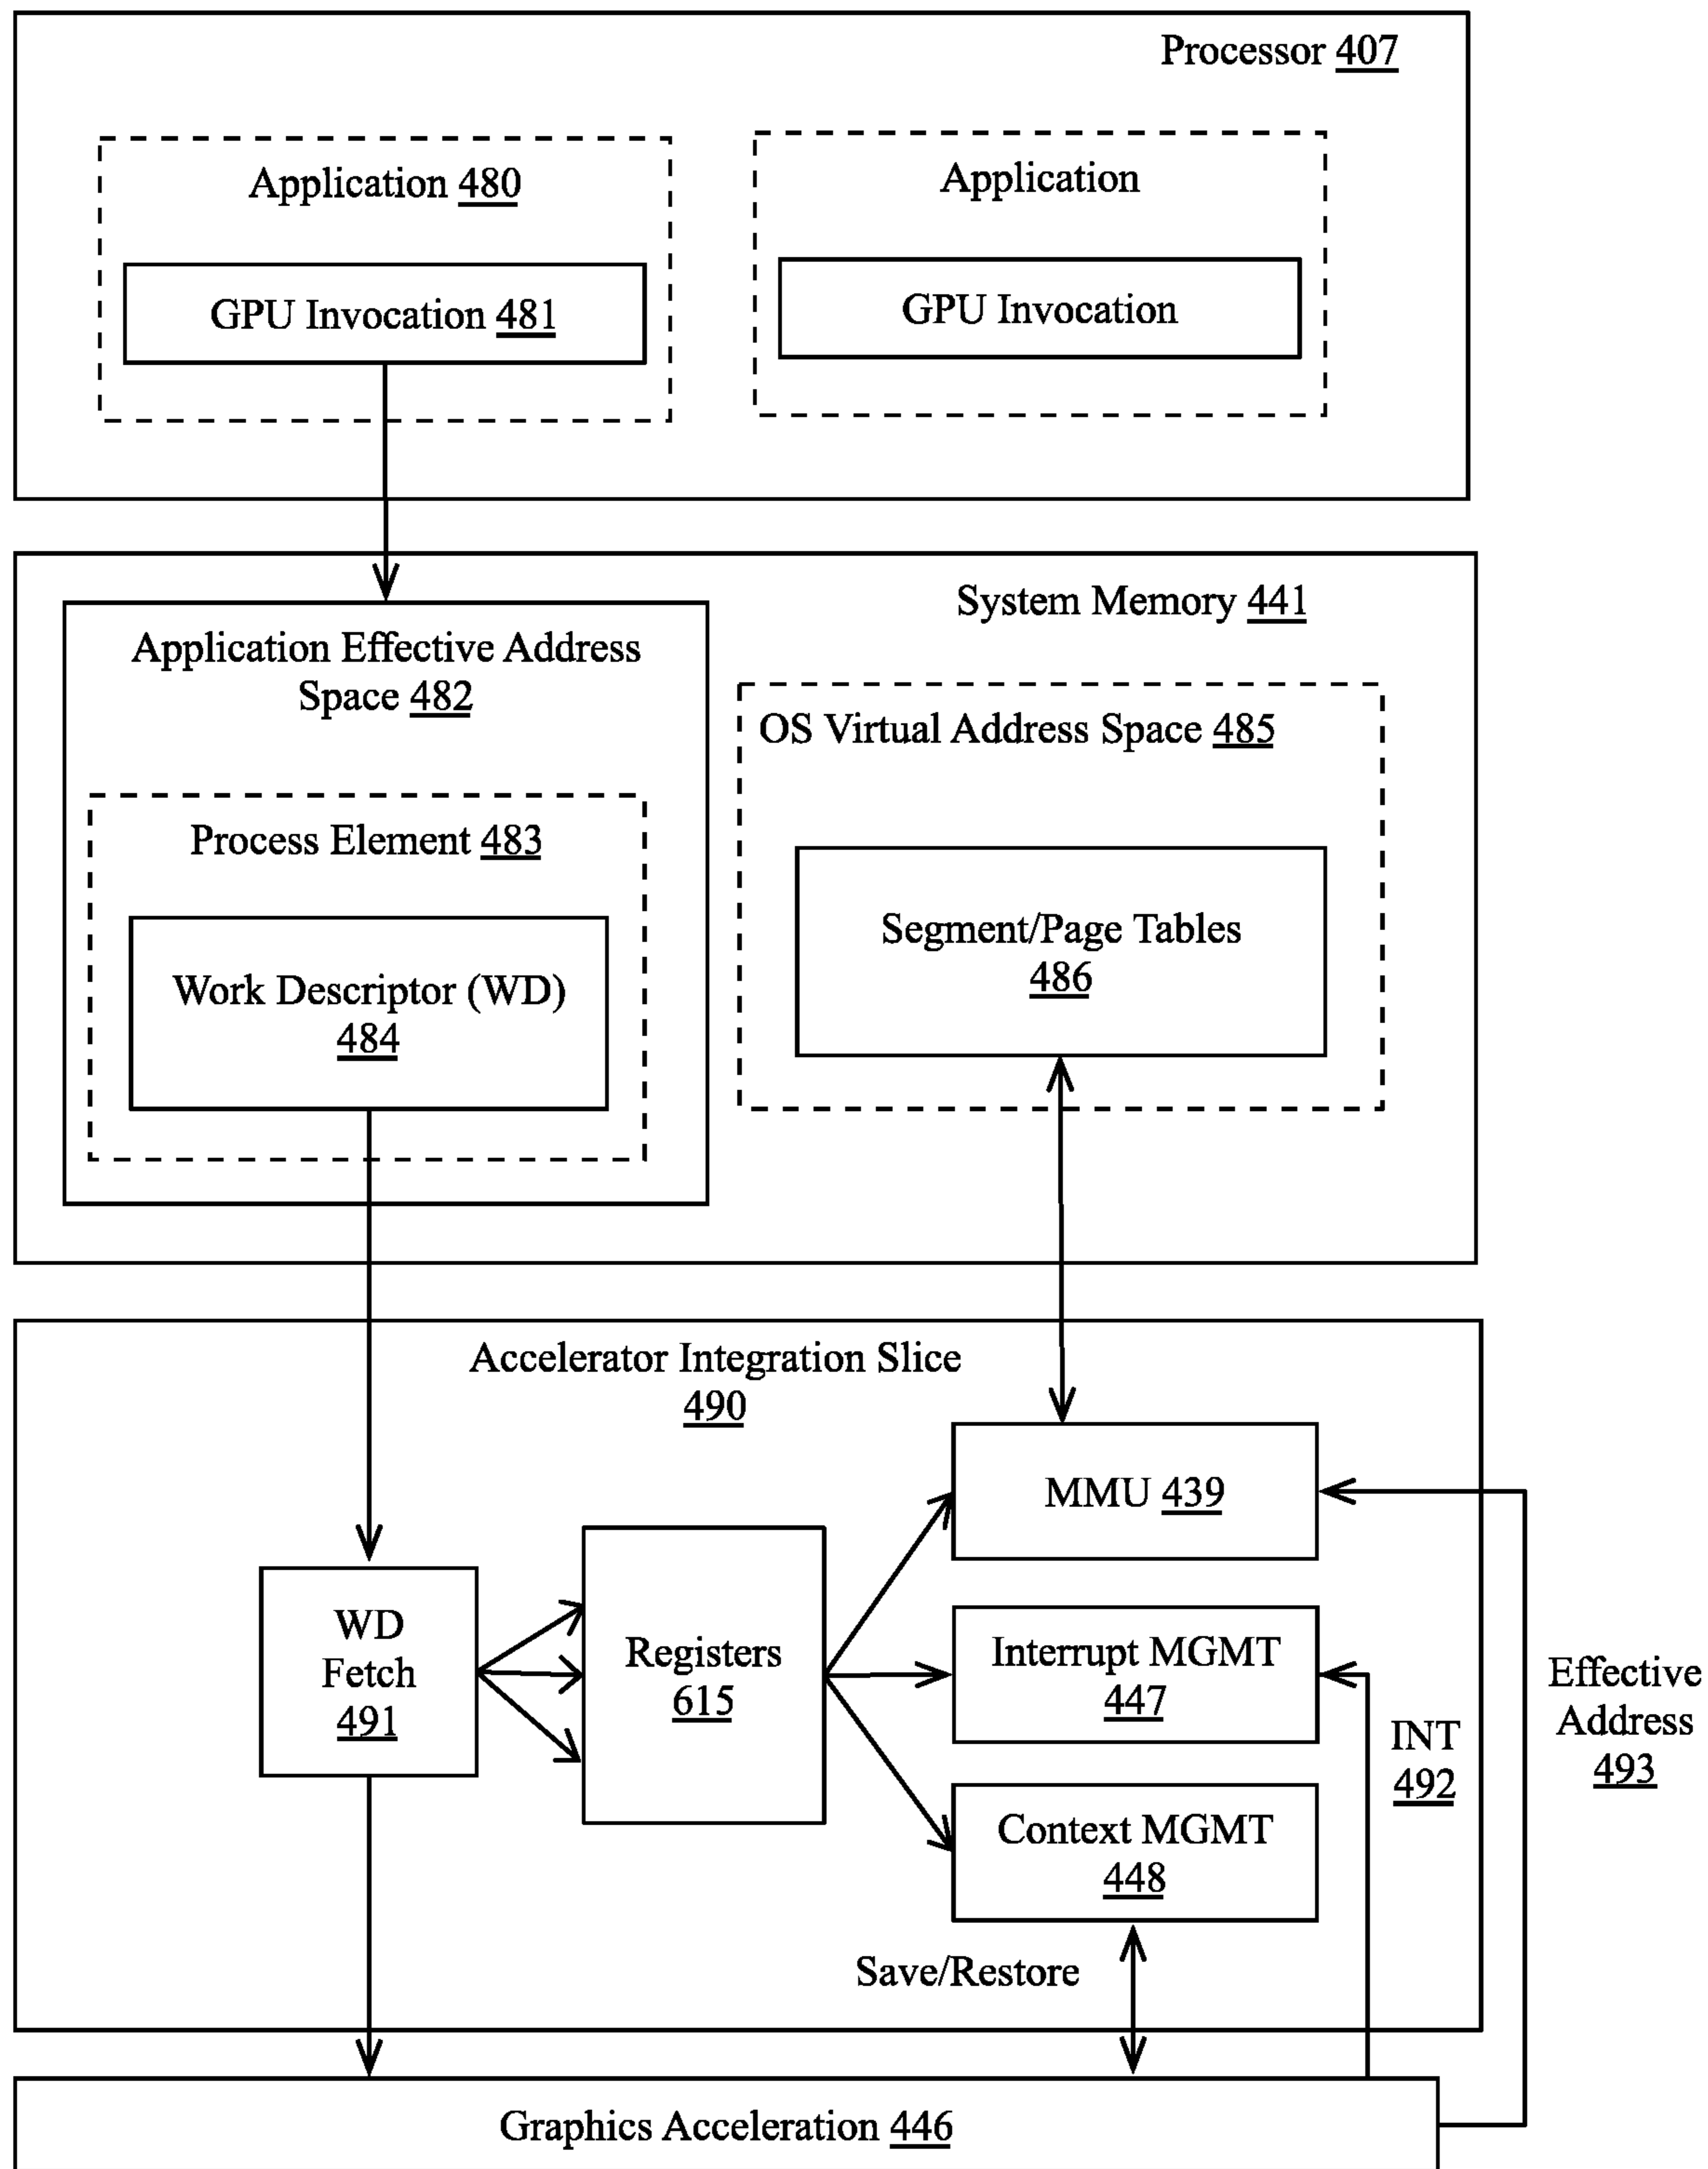 Processor 407
Application 480
GPU Invocation 481
Application
GPU Invocation
System Memory 441
Application Effective Address
Space 482
Process Element 483
Work Descriptor (WD)
484
OS Virtual Address Space 485
Segment/Page Tables
486
Accelerator Integration Slice
490
WD
Fetch
491
Registers
615
MMU 439
Interrupt MGMT
447
Context MGMT
448
Save/Restore
INT
492
Effective
Address
493
Graphics Acceleration 446